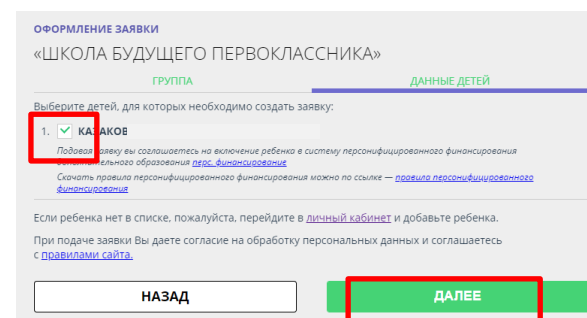 ОФОРМЛЕНИЕ ЗАЯВКИ
«ШКОЛА БУДУЩЕГО ПЕРВОКЛАССНИКА»
ГРУППА ДАННЫЕ ДЕТЕЙ
Выберите детей, для которых необходимо создать заявку:
1. КАЗАКОВ
Подавая заявку вы соглашаетесь на включение ребенка в систему персонифицированного финансирования
дополнительного образования перс. финансирование
Скачать правила персонифицированного финансирования можно по ссылке — правила персонифицированного
финансирования
Если ребенка нет в списке, пожалуйста, перейдите в личный кабинет и добавьте ребенка.
При подаче заявки Вы даете согласие на обработку персональных данных и соглашаетесь
с правилами сайта.
НАЗАД ДАЛЕЕ